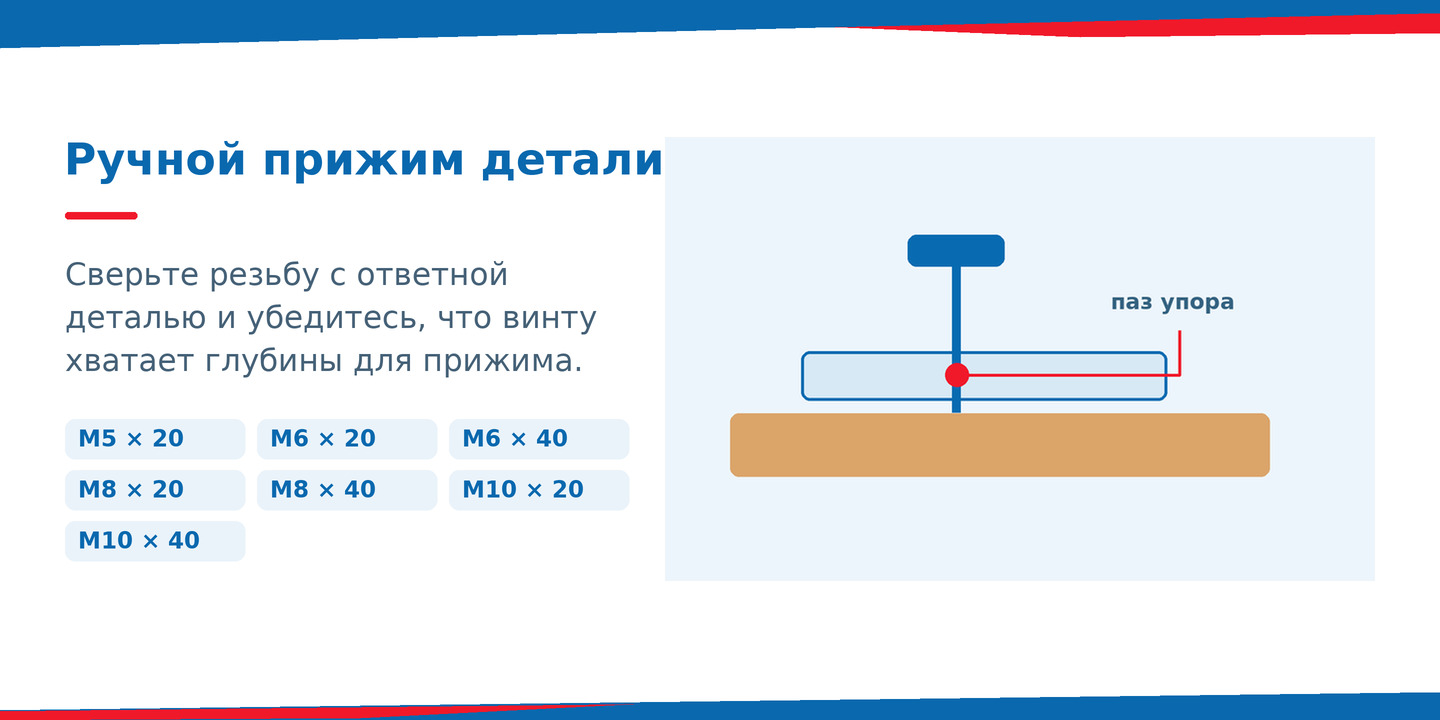 Ручной прижим детали
Сверьте резьбу с ответной
деталью и убедитесь, что винту
хватает глубины для прижима.
M5 × 20
M6 × 20
M6 × 40
M8 × 20
M8 × 40
M10 × 20
M10 × 40
паз упора